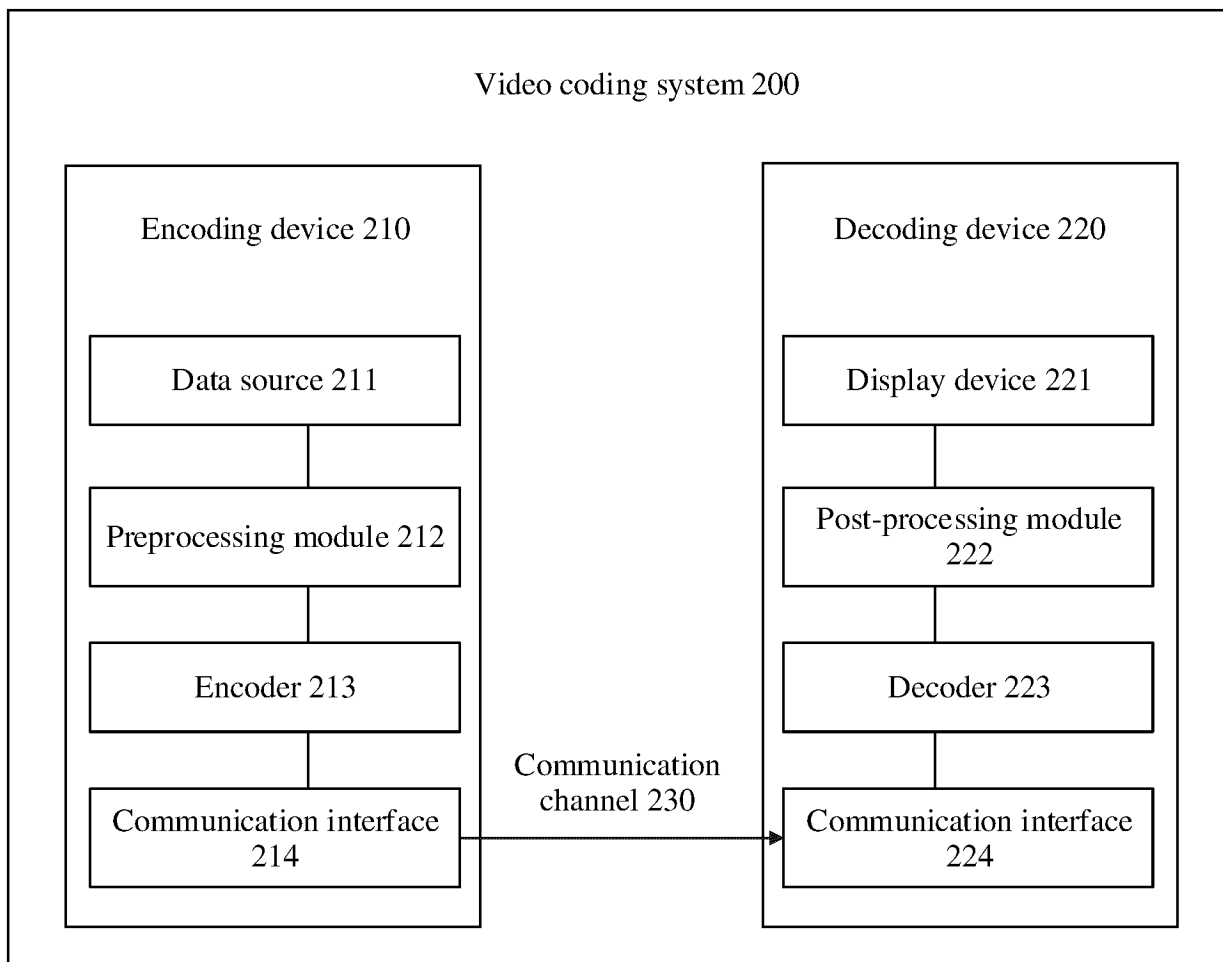 Video coding system 200
Encoding device 210
Data source 211
Preprocessing module 212
Encoder 213
Communication interface
214
Communication
channel 230
Decoding device 220
Display device 221
Post-processing module
222
Decoder 223
Communication interface
224